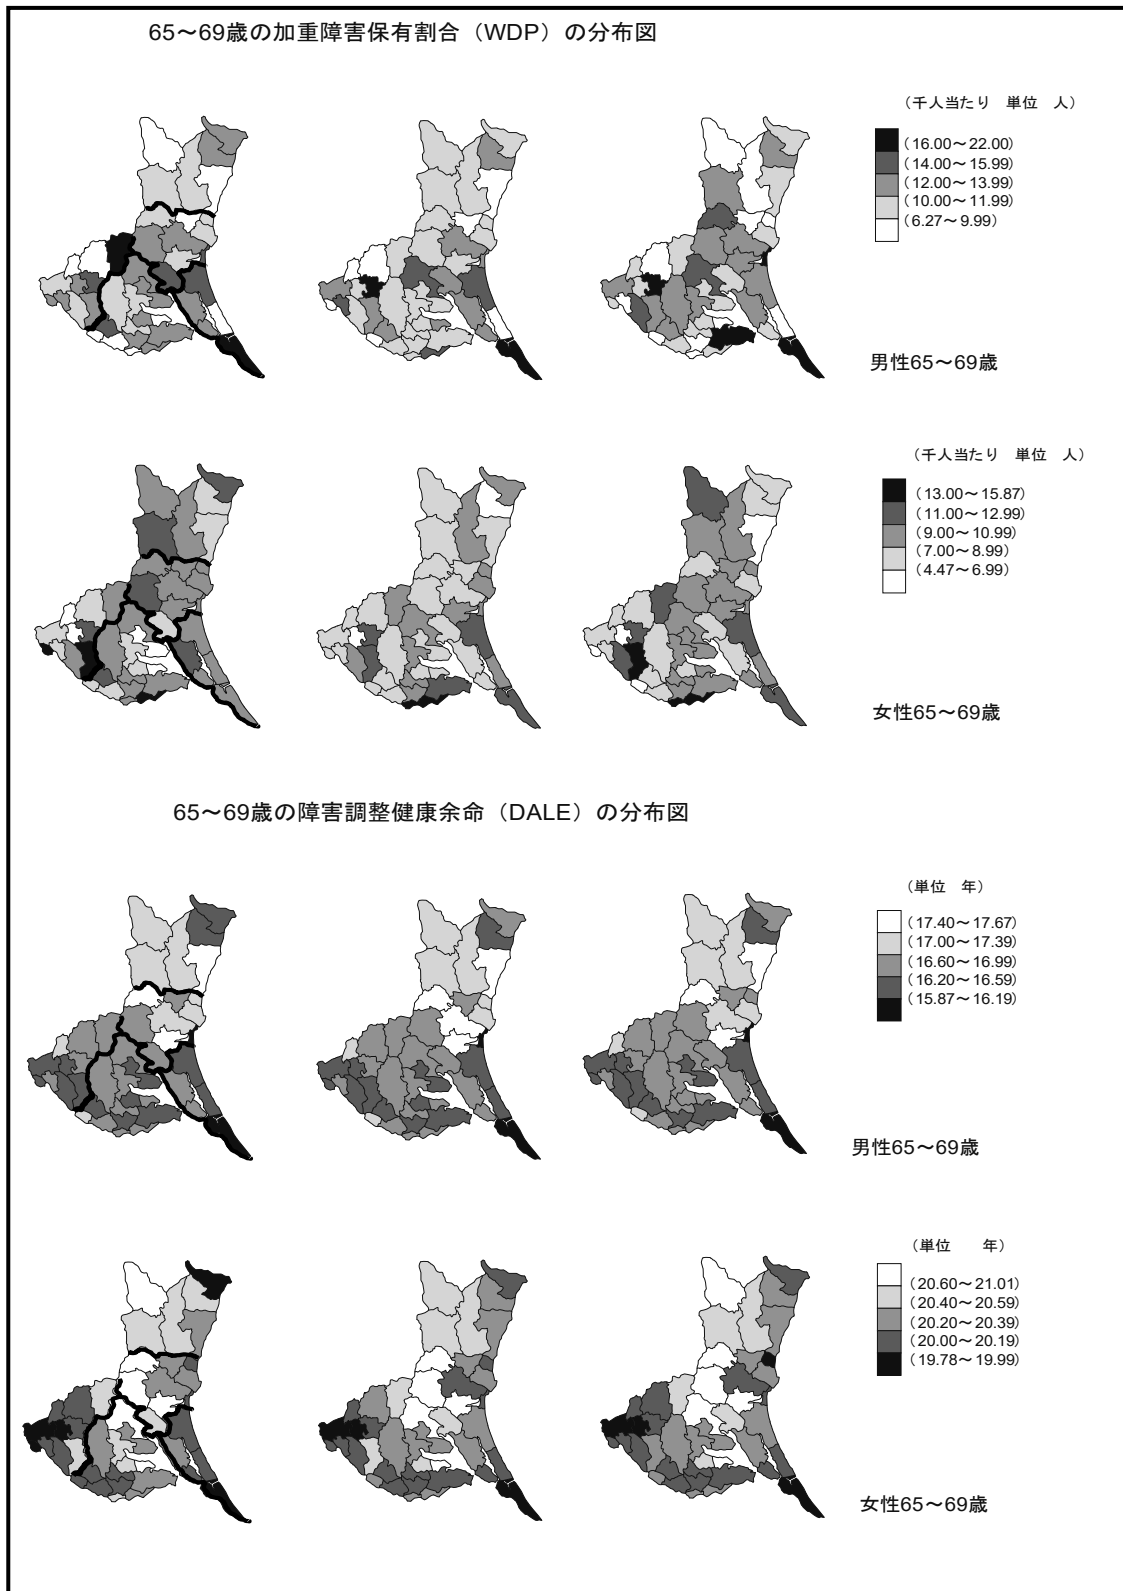 65～69歳の加重障害保有割合（WDP）の分布図
（千人当たり　単位　人）
（16.00～22.00）
（14.00～15.99）
（12.00～13.99）
（10.00～11.99）
（6.27～9.99）
男性65～69歳
（千人当たり　単位　人）
（13.00～15.87）
（11.00～12.99）
（9.00～10.99）
（7.00～8.99）
（4.47～6.99）
女性65～69歳
65～69歳の障害調整健康余命（DALE）の分布図
（単位　年）
（17.40～17.67）
（17.00～17.39）
（16.60～16.99）
（16.20～16.59）
（15.87～16.19）
男性65～69歳
（単位　　年）
（20.60～21.01）
（20.40～20.59）
（20.20～20.39）
（20.00～20.19）
（19.78～19.99）
女性65～69歳